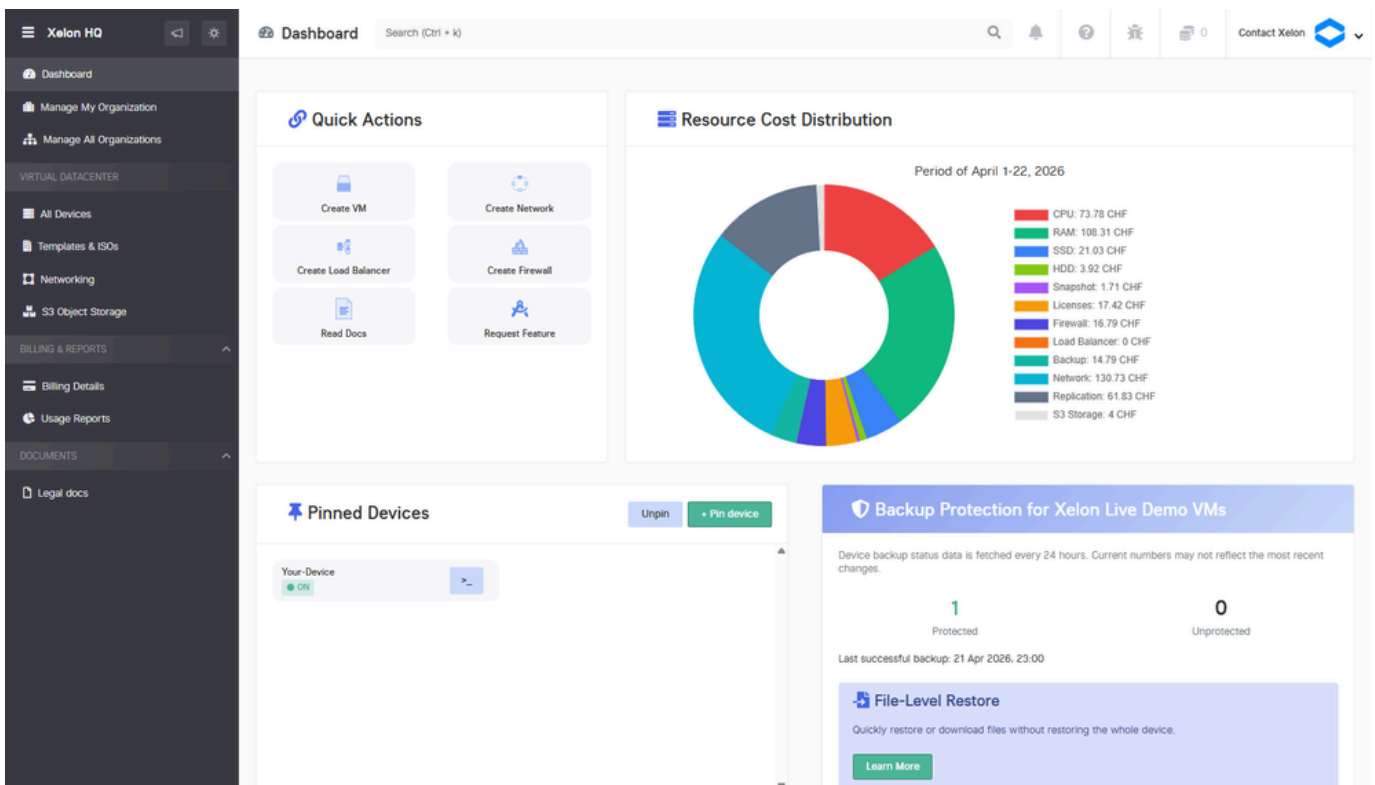 Xelon HQ
Dashboard
Search (Ctrl + k)
0
Contact Xelon
Dashboard
Manage My Organization
Manage All Organizations
VIRTUAL DATACENTER
All Devices
Templates & ISOs
Networking
S3 Object Storage
BILLING & REPORTS
Billing Details
Usage Reports
DOCUMENTS
Legal docs
Quick Actions
Create VM
Create Network
Create Load Balancer
Create Firewall
Read Docs
Request Feature
Resource Cost Distribution
Period of April 1-22, 2026
CPU: 73.78 CHF
RAM: 108.31 CHF
SSD: 21.03 CHF
HDD: 3.92 CHF
Snapshot: 1.71 CHF
Licenses: 17.42 CHF
Firewall: 16.79 CHF
Load Balancer: 0 CHF
Backup: 14.79 CHF
Network: 130.73 CHF
Replication: 61.83 CHF
S3 Storage: 4 CHF
Pinned Devices
Unpin
+ Pin device
Your-Device
ON
>_
Backup Protection for Xelon Live Demo VMs
Device backup status data is fetched every 24 hours. Current numbers may not reflect the most recent
changes.
1
Protected
0
Unprotected
Last successful backup: 21 Apr 2026, 23:00
File-Level Restore
Quickly restore or download files without restoring the whole device.
Learn More